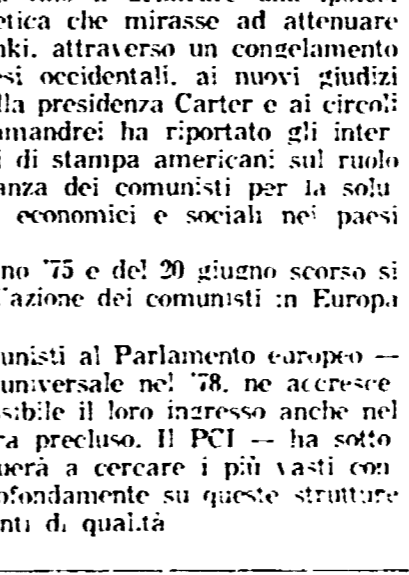 etica che mirasse ad attenuare
nki, attraverso un congelamento
esi occidentali, ai nuovi giudizi
lla presidenza Carter e ai circoli
amandrei ha riportato gli inter
i di stampa americani sul ruolo
anza dei comunisti per la solu
economici e sociali nei paesi
no '75 e del 20 giugno scorso si
l'azione dei comunisti in Europa
unisti al Parlamento europeo —
universale nel '78, ne accresce
ssibile il loro ingresso anche nel
ra precluso. Il PCI — ha sotto
uerà a cercare i più vasti con
ofondamente su queste strutture
nti di qualità